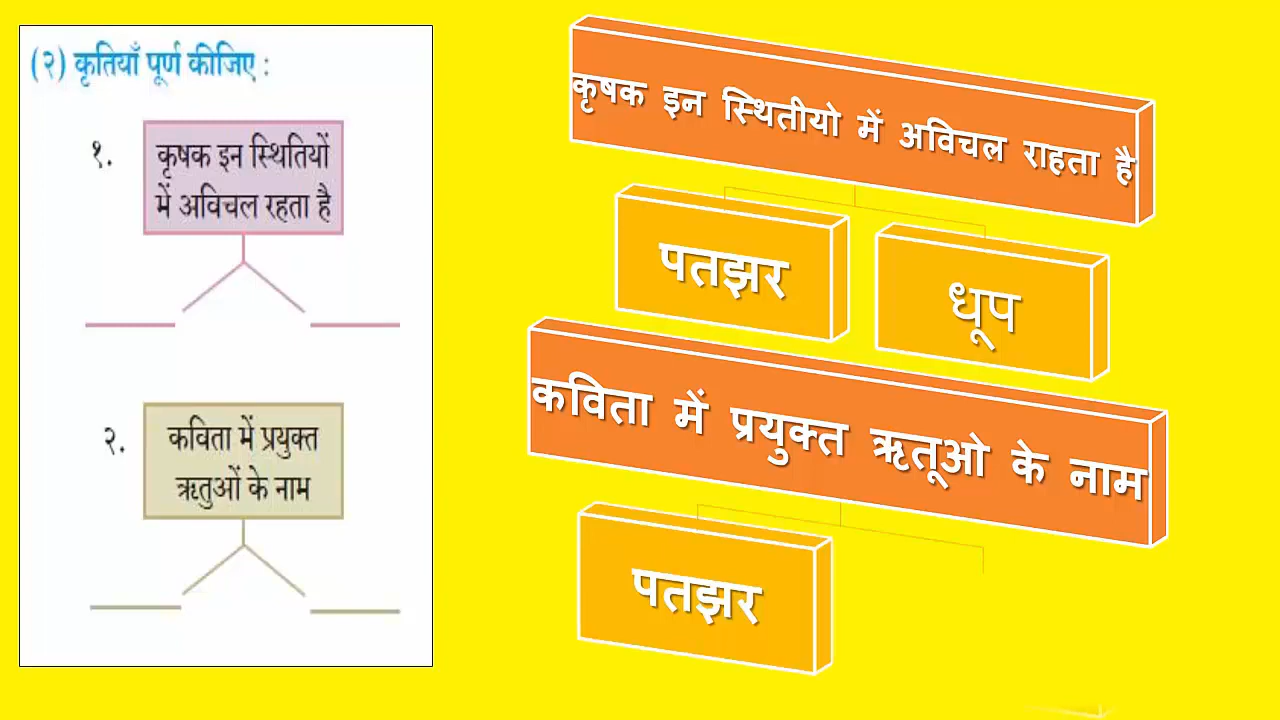 (२) कृतियाँ पूर्ण कीजिए :
१.
कृषक इन स्थितियों
में अविचल रहता है
२.
कविता में प्रयुक्त
ऋतुओं के नाम
कृषक इन स्थितीयो में अविचल राहता है
पतझर
धूप
कविता में प्रयुक्त ऋतूओ के नाम
पतझर